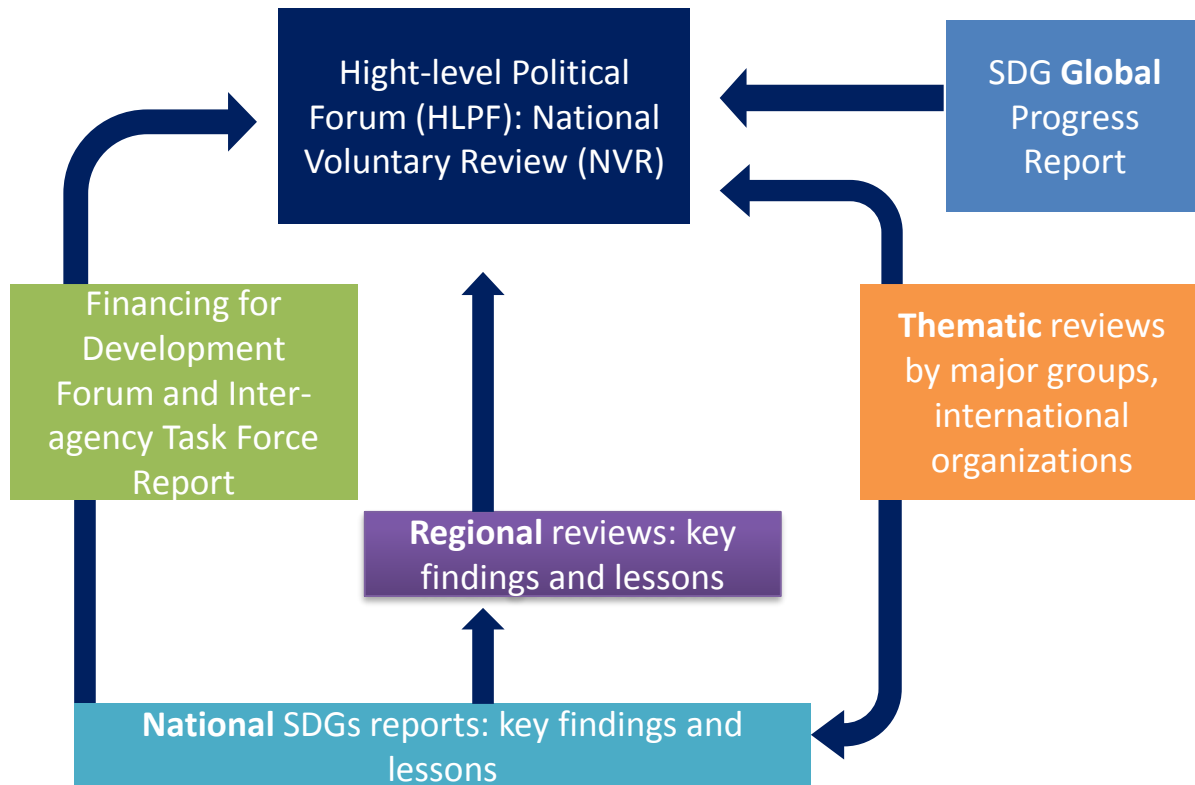 Hight-level Political
Forum (HLPF): National
Voluntary Review (NVR)
SDG Global
Progress
Report
Financing for
Development
Forum and Inter-
agency Task Force
Report
Thematic reviews
by major groups,
international
organizations
Regional reviews: key
findings and lessons
National SDGs reports: key findings and
lessons